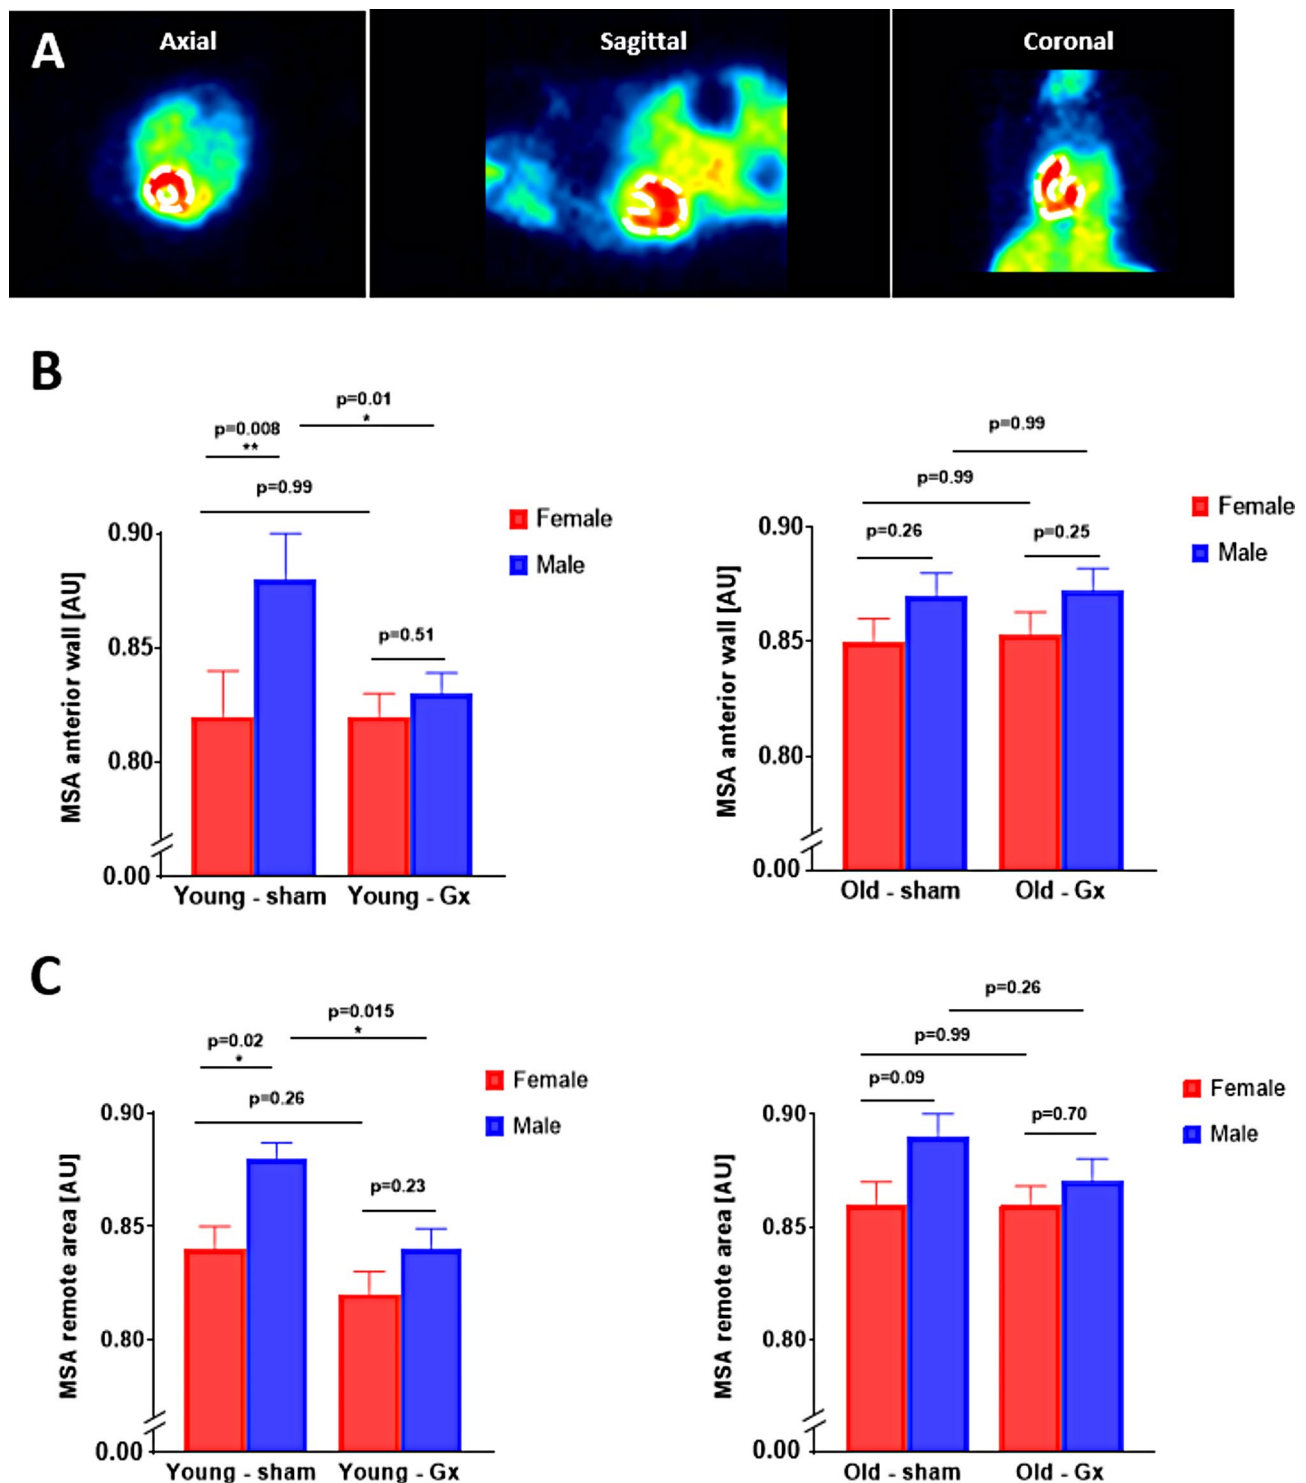 A
Axial
Sagittal
Coronal
B
p=0.01
*
p=0.008
**
p=0.99
Female
Male
0.90
0.85
0.80
0.00
p=0.51
MSA anterior wall [AU]
Young - sham
Young - Gx
p=0.99
p=0.99
p=0.26
p=0.25
Female
Male
0.90
0.85
0.80
0.00
MSA anterior wall [AU]
Old - sham
Old - Gx
C
p=0.015
*
p=0.02
*
p=0.26
Female
Male
0.90
0.85
0.80
0.00
p=0.23
MSA remote area [AU]
Young - sham
Young - Gx
p=0.26
p=0.99
p=0.09
p=0.70
Female
Male
0.90
0.85
0.80
0.00
MSA remote area [AU]
Old - sham
Old - Gx